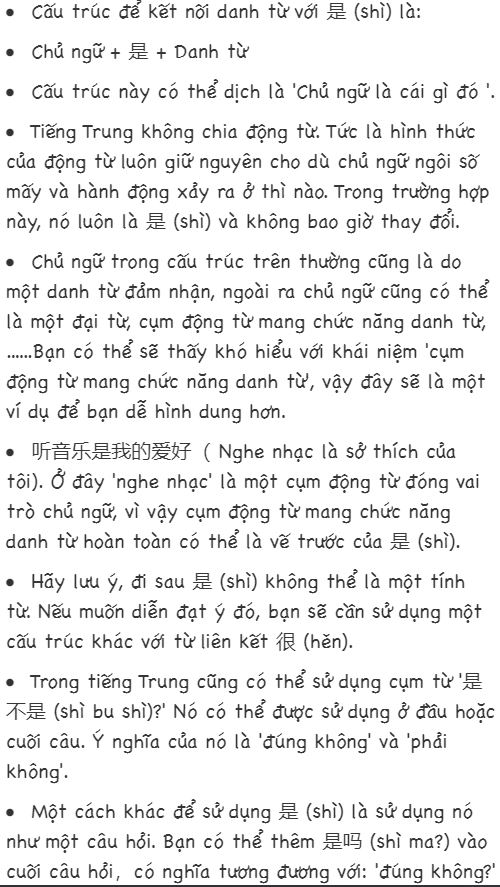 • Cấu trúc để kết nối danh từ với 是 (shì) là:
• Chủ ngữ + 是 + Danh từ
• Cấu trúc này có thể dịch là 'Chủ ngữ là cái gì đó '.
• Tiếng Trung không chia động từ. Tức là hình thức
của động từ luôn giữ nguyên cho dù chủ ngữ ngôi số
mấy và hành động xảy ra ở thì nào. Trong trường hợp
này, nó luôn là 是 (shì) và không bao giờ thay đổi.
• Chủ ngữ trong cấu trúc trên thường cũng là do
một danh từ đảm nhận, ngoài ra chủ ngữ cũng có thể
là một đại từ, cụm động từ mang chức năng danh từ,
......Bạn có thể sẽ thấy khó hiểu với khái niệm 'cụm
động từ mang chức năng danh từ', vậy đây sẽ là một
ví dụ để bạn dễ hình dung hơn.
• 听音乐是我的爱好（ Nghe nhạc là sở thích của
tôi). Ở đây 'nghe nhạc' là một cụm động từ đóng vai
trò chủ ngữ, vì vậy cụm động từ mang chức năng
danh từ hoàn toàn có thể là vế trước của 是 (shì).
• Hãy lưu ý, đi sau 是 (shì) không thể là một tính
từ. Nếu muốn diễn đạt ý đó, bạn sẽ cần sử dụng một
cấu trúc khác với từ liên kết 很 (hěn).
• Trong tiếng Trung cũng có thể sử dụng cụm từ '是
不是 (shì bu shì)?' Nó có thể được sử dụng ở đầu hoặc
cuối câu. Ý nghĩa của nó là 'đúng không' và 'phải
không'.
• Một cách khác để sử dụng 是 (shì) là sử dụng nó
như một câu hỏi. Bạn có thể thêm 是吗 (shì ma?) vào
cuối câu hỏi，có nghĩa tương đương với: 'đúng không?'